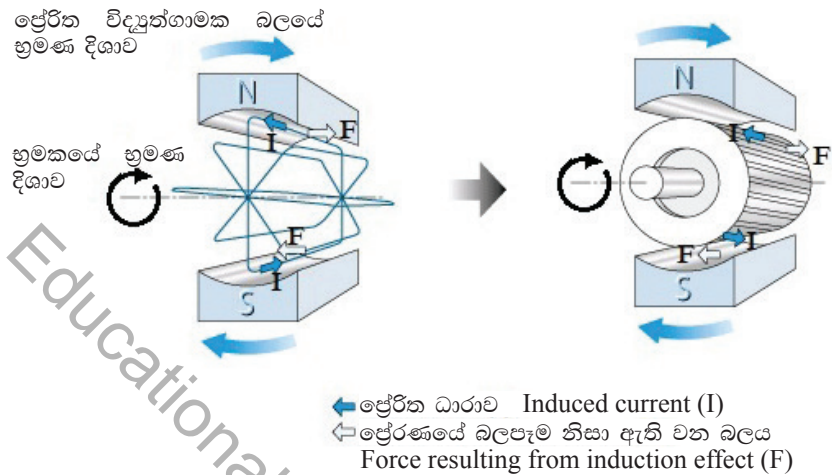 ප්‍රේරිත විද්‍යුත්ගාමක බලයේ
භ්‍රමණ දිශාව
N
I
F
භ්‍රමකයේ භ්‍රමණ
දිශාව
F
I
S
N
I
F
I
F
S
Educational
ප්‍රේරිත ධාරාව Induced current (I)
ප්‍රේරණයේ බලපෑම නිසා ඇති වන බලය
Force resulting from induction effect (F)